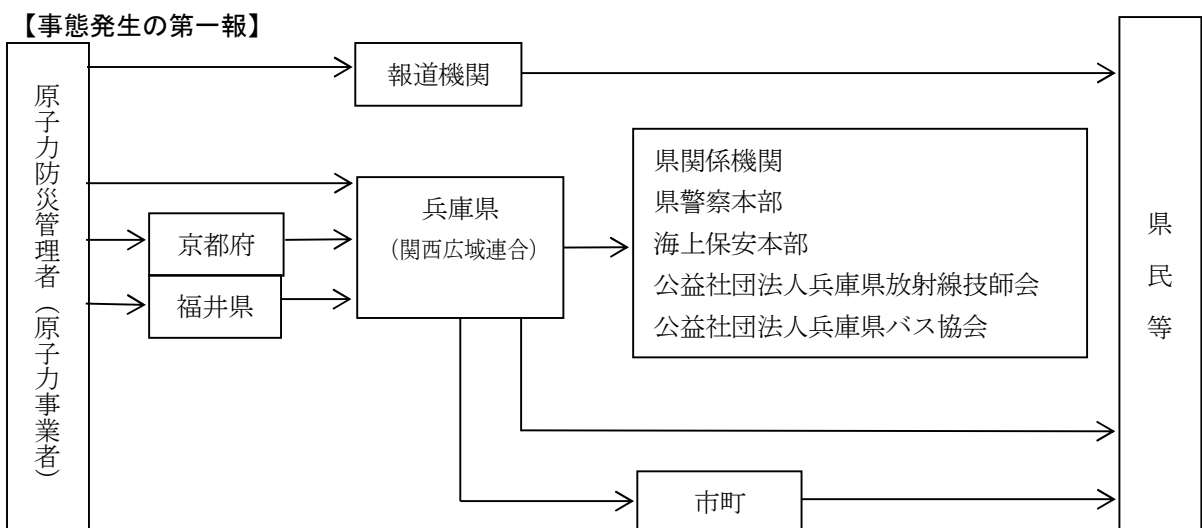 【事態発生の第一報】
原子力防災管理者（原子力事業者）
報道機関
京都府
福井県
兵庫県
（関西広域連合）
県関係機関
県警察本部
海上保安本部
公益社団法人兵庫県放射線技師会
公益社団法人兵庫県バス協会
市町
県民等